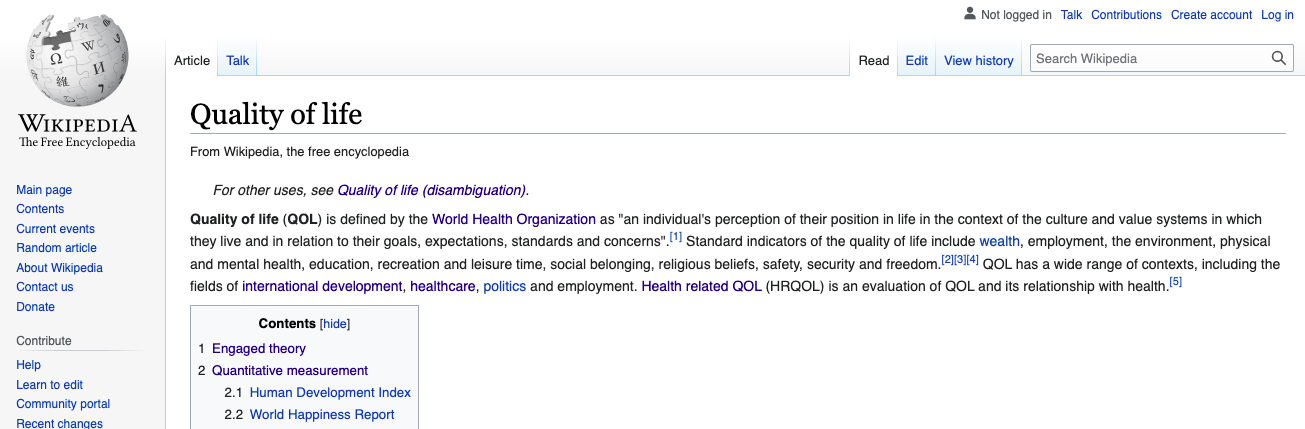 Not logged in Talk Contributions Create account Log in
Article Talk Read Edit View history Search Wikipedia
Ω W И 維
WIKIPEDIA
The Free Encyclopedia
Main page
Contents
Current events
Random article
About Wikipedia
Contact us
Donate
Contribute
Help
Learn to edit
Community portal
Recent changes
Quality of life
From Wikipedia, the free encyclopedia
For other uses, see Quality of life (disambiguation).
Quality of life (QOL) is defined by the World Health Organization as "an individual's perception of their position in life in the context of the culture and value systems in which
they live and in relation to their goals, expectations, standards and concerns".[1] Standard indicators of the quality of life include wealth, employment, the environment, physical
and mental health, education, recreation and leisure time, social belonging, religious beliefs, safety, security and freedom.[2][3][4] QOL has a wide range of contexts, including the
fields of international development, healthcare, politics and employment. Health related QOL (HRQOL) is an evaluation of QOL and its relationship with health.[5]
Contents [hide]
1 Engaged theory
2 Quantitative measurement
2.1 Human Development Index
2.2 World Happiness Report